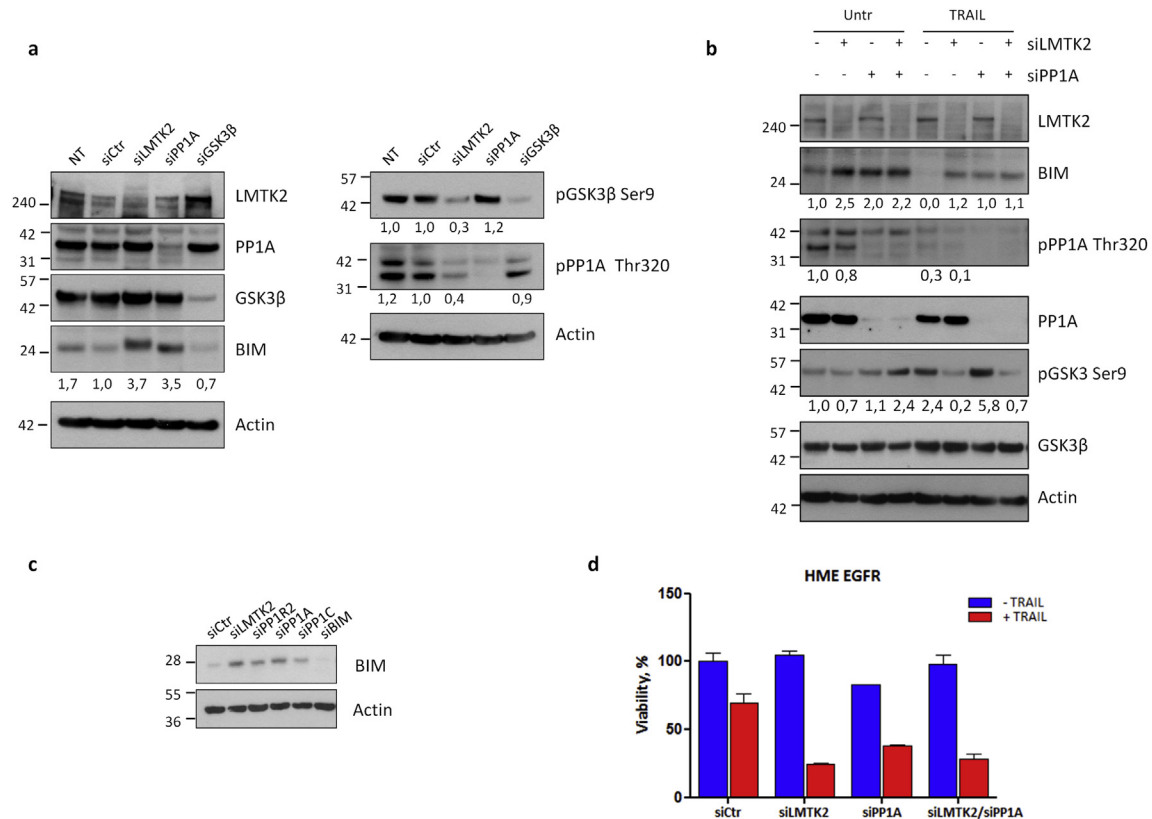 a
NT siCtr siLMTK2 siPP1A siGSK3β
240 LMTK2
42
31 PP1A
57
42 GSK3β
24 BIM
1,7 1,0 3,7 3,5 0,7
42 Actin
NT siCtr siLMTK2 siPP1A siGSK3β
57
42 pGSK3β Ser9
1,0 1,0 0,3 1,2
42
31 pPP1A Thr320
1,2 1,0 0,4 0,9
42 Actin
b
Untr TRAIL
- + - + - + - + siLMTK2
- - + + - - + + siPP1A
240 LMTK2
24 BIM
1,0 2,5 2,0 2,2 0,0 1,2 1,0 1,1
42
31 pPP1A Thr320
1,0 0,8 0,3 0,1
42
31 PP1A
57
42 pGSK3 Ser9
1,0 0,7 1,1 2,4 2,4 0,2 5,8 0,7
57
42 GSK3β
42 Actin
c
siCtr siLMTK2 siPP1R2 siPP1A siPP1C siBIM
28 BIM
55
36 Actin
d
HME EGFR
- TRAIL
+ TRAIL
Viability, %
150
100
50
0
siCtr siLMTK2 siPP1A siLMTK2/siPP1A